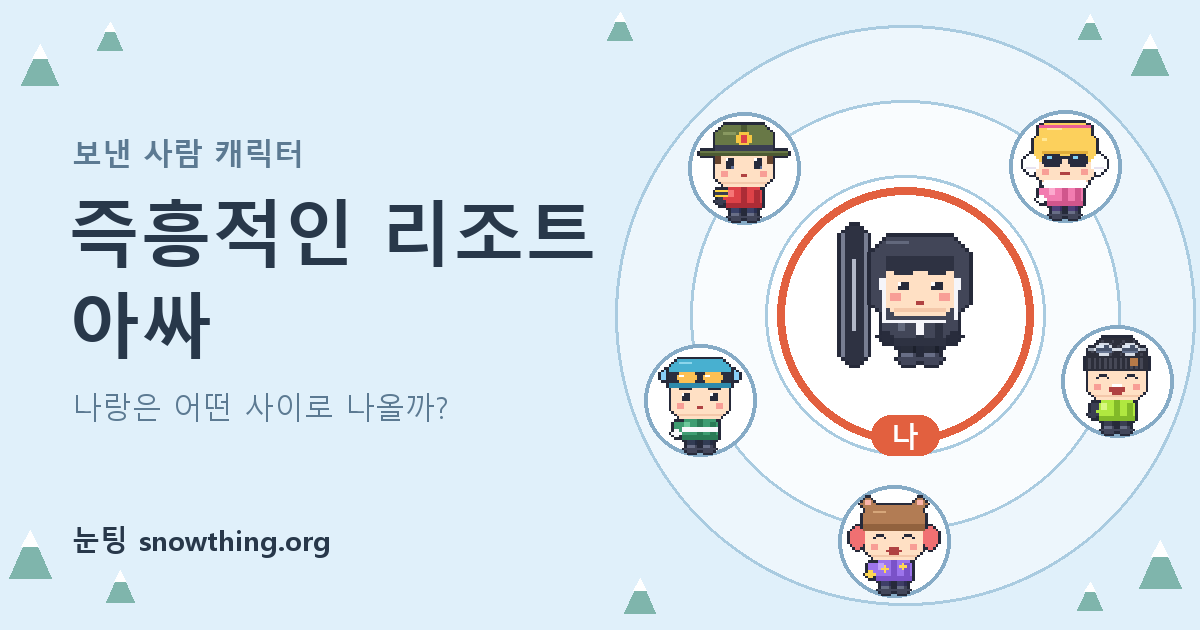 보낸 사람 캐릭터
즉흥적인 리조트
아싸
나랑은 어떤 사이로 나올까?
눈팅 snowthing.org
나